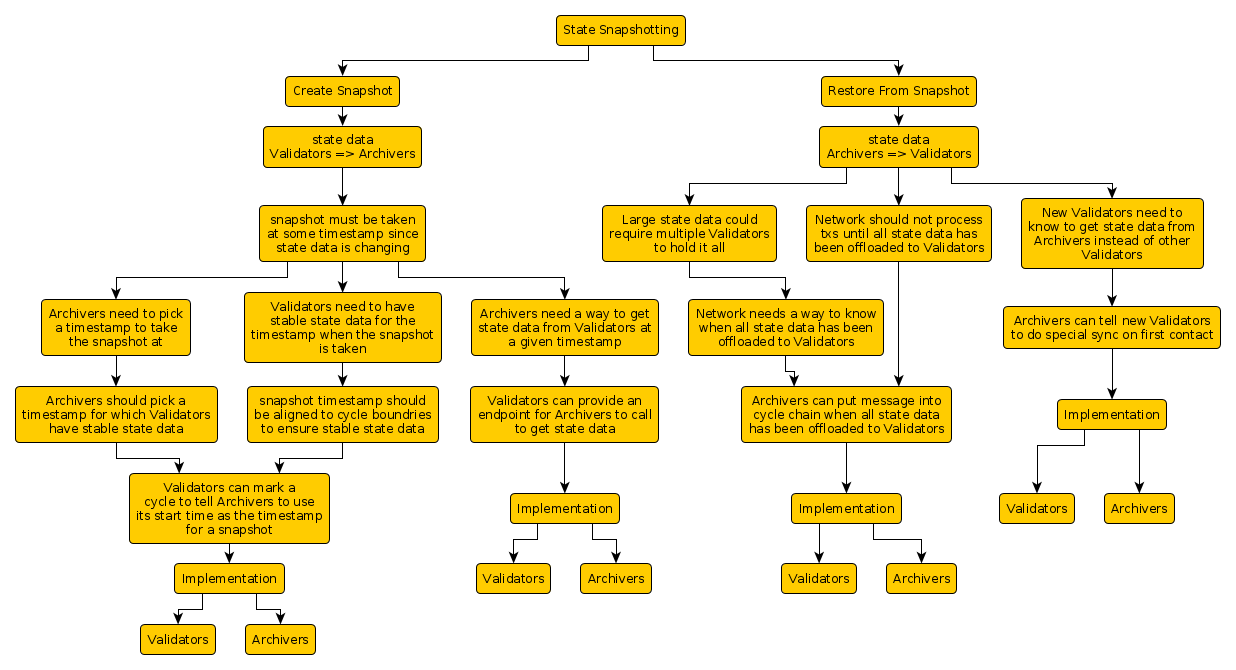 State Snapshotting
Create Snapshot
Restore From Snapshot
state data
Validators => Archivers
state data
Archivers => Validators
snapshot must be taken
at some timestamp since
state data is changing
Large state data could
require multiple Validators
to hold it all
Network should not process
txs until all state data has
been offloaded to Validators
New Validators need to
know to get state data from
Archivers instead of other
Validators
Archivers need to pick
a timestamp to take
the snapshot at
Validators need to have
stable state data for the
timestamp when the snapshot
is taken
Archivers need a way to get
state data from Validators at
a given timestamp
Network needs a way to know
when all state data has been
offloaded to Validators
Archivers can tell new Validators
to do special sync on first contact
Archivers should pick a
timestamp for which Validators
have stable state data
snapshot timestamp should
be aligned to cycle boundries
to ensure stable state data
Validators can provide an
endpoint for Archivers to call
to get state data
Archivers can put message into
cycle chain when all state data
has been offloaded to Validators
Implementation
Validators can mark a
cycle to tell Archivers to use
its start time as the timestamp
for a snapshot
Implementation
Implementation
Validators
Archivers
Implementation
Validators
Archivers
Validators
Archivers
Validators
Archivers